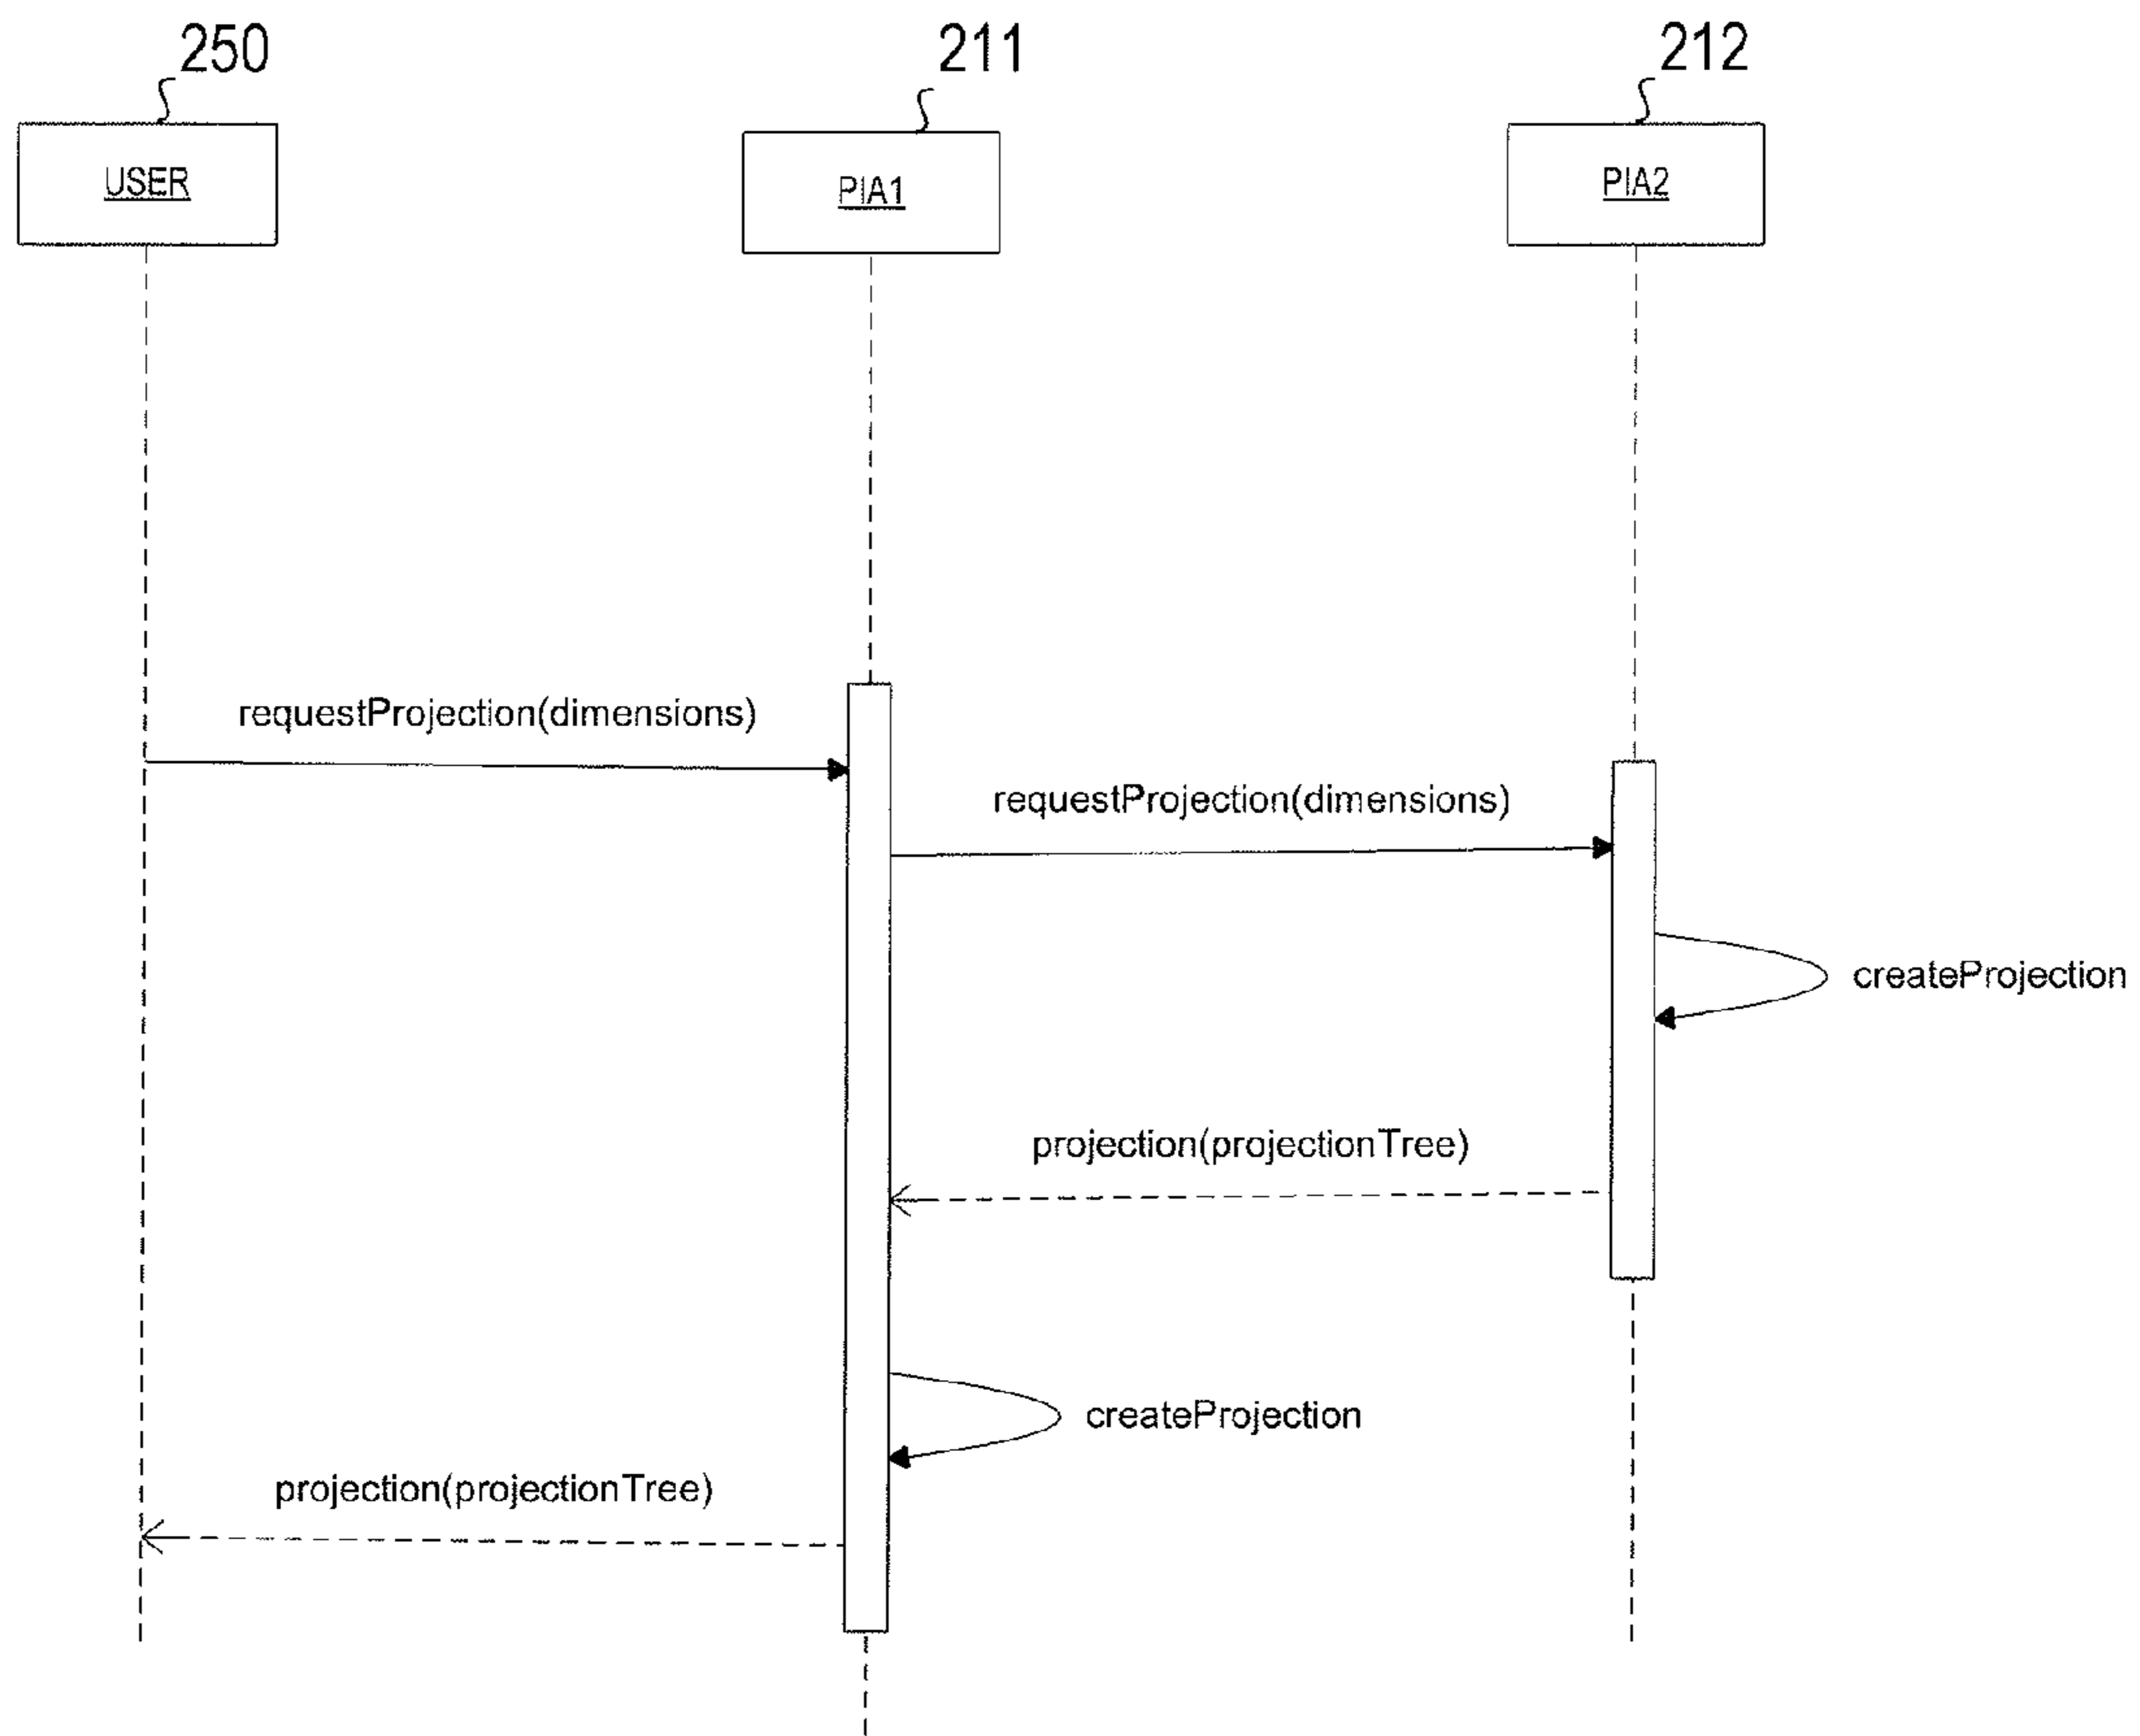 250
211
212
USER
PIA1
PIA2
requestProjection(dimensions)
requestProjection(dimensions)
createProjection
projection(projectionTree)
createProjection
projection(projectionTree)